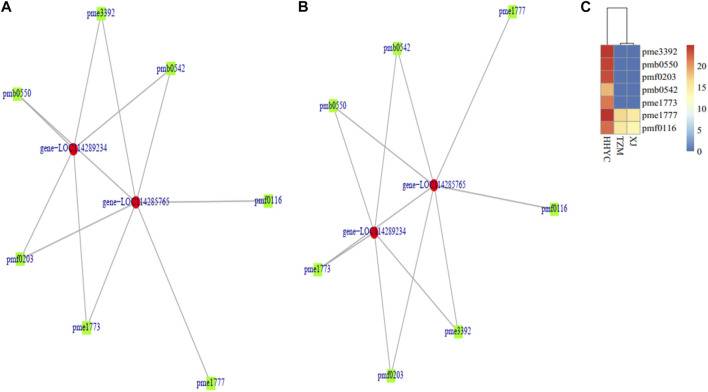 A
pme3392
pmb0542
pmb0550
gene-LOC114289234
gene-LOC114285765
pmf0116
pmf0203
pme1773
pme1777
B
pme1777
pmb0542
pmb0550
gene-LOC114285765
pmf0116
gene-LOC114289234
pme1773
pme3392
pmf0203
C
pme3392
pmb0550
pmf0203
pmb0542
pme1773
pme1777
pmf0116
HHYC
TZM
XJ
20
15
10
5
0